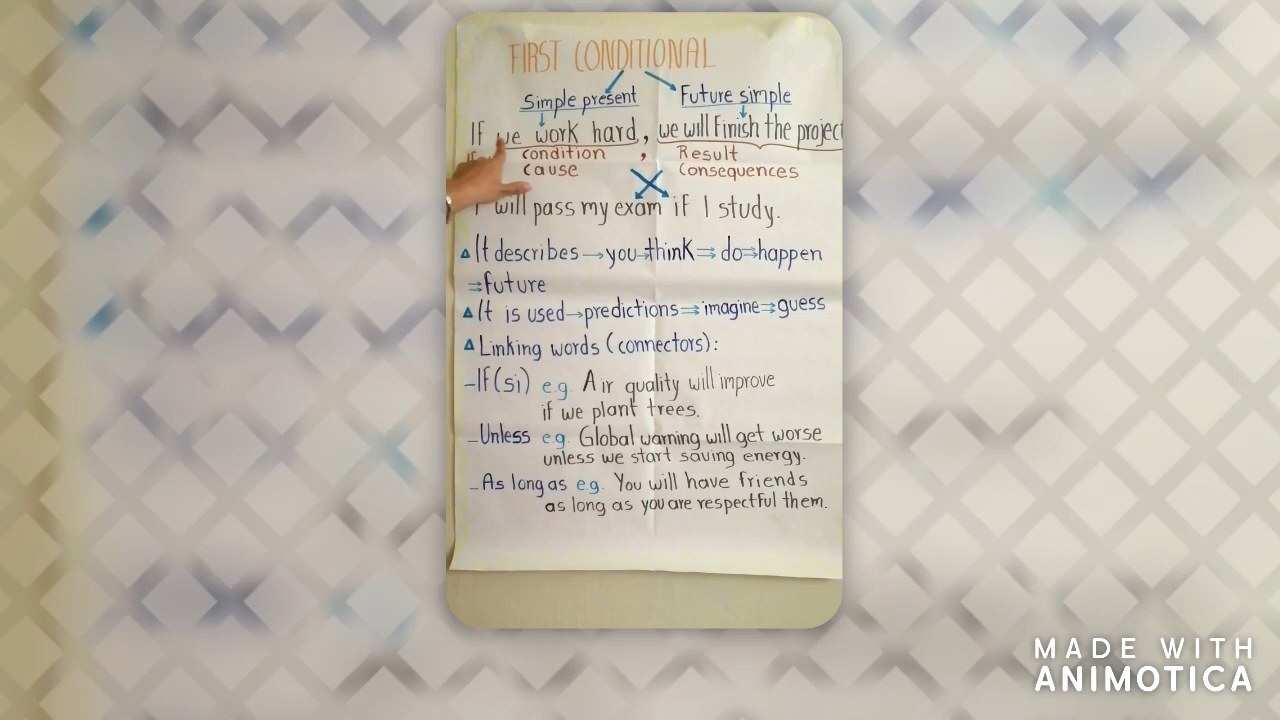 FIRST CONDITIONAL
Simple present Future simple
If we work hard, we will Finish the project
condition , Result
cause Consequences
I will pass my exam if I study.
It describes → you → think ⇒ do ⇒ happen
⇒ future
It is used → predictions ⇒ imagine ⇒ guess
Linking words (connectors):
- If (si) e.g. Air quality will improve
if we plant trees.
- Unless e.g. Global warning will get worse
unless we start saving energy.
- As long as e.g. You will have friends
as long as you are respectful them.
MADE WITH
ANIMOTICA